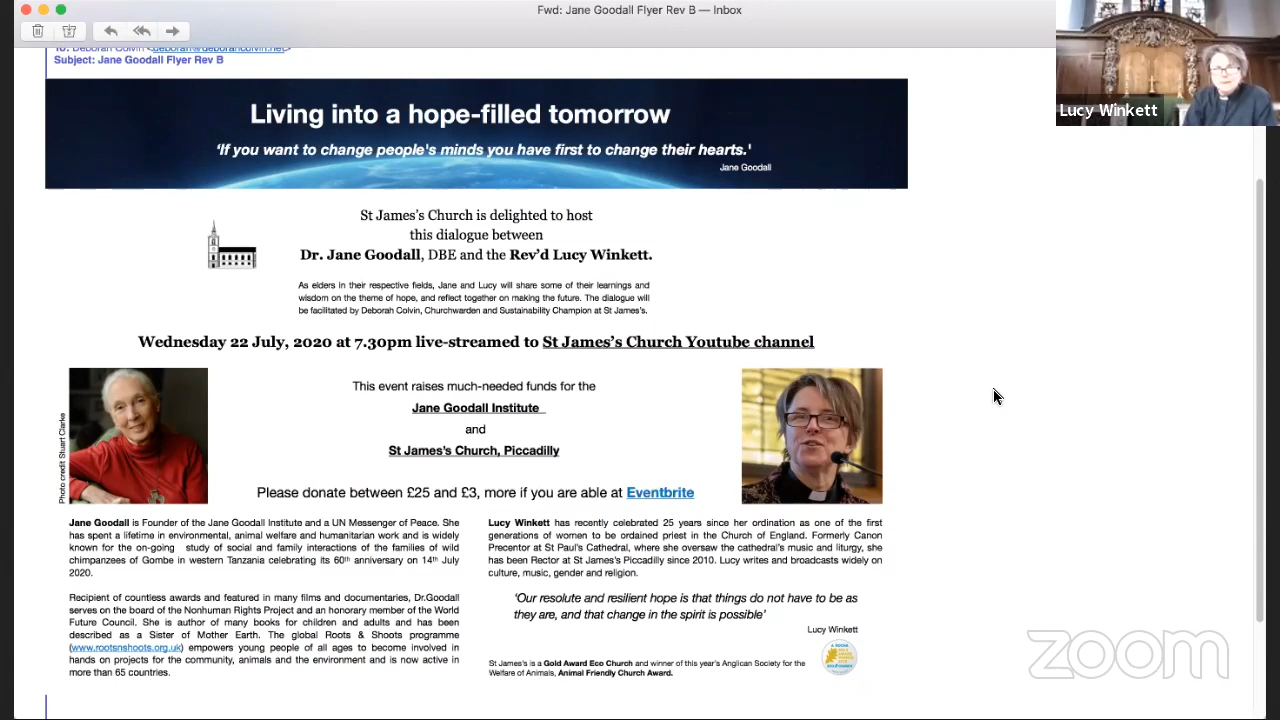 Fwd: Jane Goodall Flyer Rev B — Inbox
To: Deborah Colvin <deborah@deborahcolvin.net>
Subject: Jane Goodall Flyer Rev B
Lucy Winkett
Living into a hope-filled tomorrow
'If you want to change people's minds you have first to change their hearts.'
Jane Goodall
St James's Church is delighted to host
this dialogue between
Dr. Jane Goodall, DBE and the Rev'd Lucy Winkett.
As elders in their respective fields, Jane and Lucy will share some of their learnings and
wisdom on the theme of hope, and reflect together on making the future. The dialogue will
be facilitated by Deborah Colvin, Churchwarden and Sustainability Champion at St James's.
Wednesday 22 July, 2020 at 7.30pm live-streamed to St James's Church Youtube channel
Photo credit Stuart Clarke
This event raises much-needed funds for the
Jane Goodall Institute
and
St James's Church, Piccadilly
Please donate between £25 and £3, more if you are able at Eventbrite
Jane Goodall is Founder of the Jane Goodall Institute and a UN Messenger of Peace. She
has spent a lifetime in environmental, animal welfare and humanitarian work and is widely
known for the on-going study of social and family interactions of the families of wild
chimpanzees of Gombe in western Tanzania celebrating its 60th anniversary on 14th July
2020.
Recipient of countless awards and featured in many films and documentaries, Dr.Goodall
serves on the board of the Nonhuman Rights Project and an honorary member of the World
Future Council. She is author of many books for children and adults and has been
described as a Sister of Mother Earth. The global Roots & Shoots programme
(www.rootsnshoots.org.uk) empowers young people of all ages to become involved in
hands on projects for the community, animals and the environment and is now active in
more than 65 countries.
Lucy Winkett has recently celebrated 25 years since her ordination as one of the first
generations of women to be ordained priest in the Church of England. Formerly Canon
Precentor at St Paul's Cathedral, where she oversaw the cathedral's music and liturgy, she
has been Rector at St James's Piccadilly since 2010. Lucy writes and broadcasts widely on
culture, music, gender and religion.
'Our resolute and resilient hope is that things do not have to be as
they are, and that change in the spirit is possible'
Lucy Winkett
St James's is a Gold Award Eco Church and winner of this year's Anglican Society for the
Welfare of Animals, Animal Friendly Church Award.
zoom